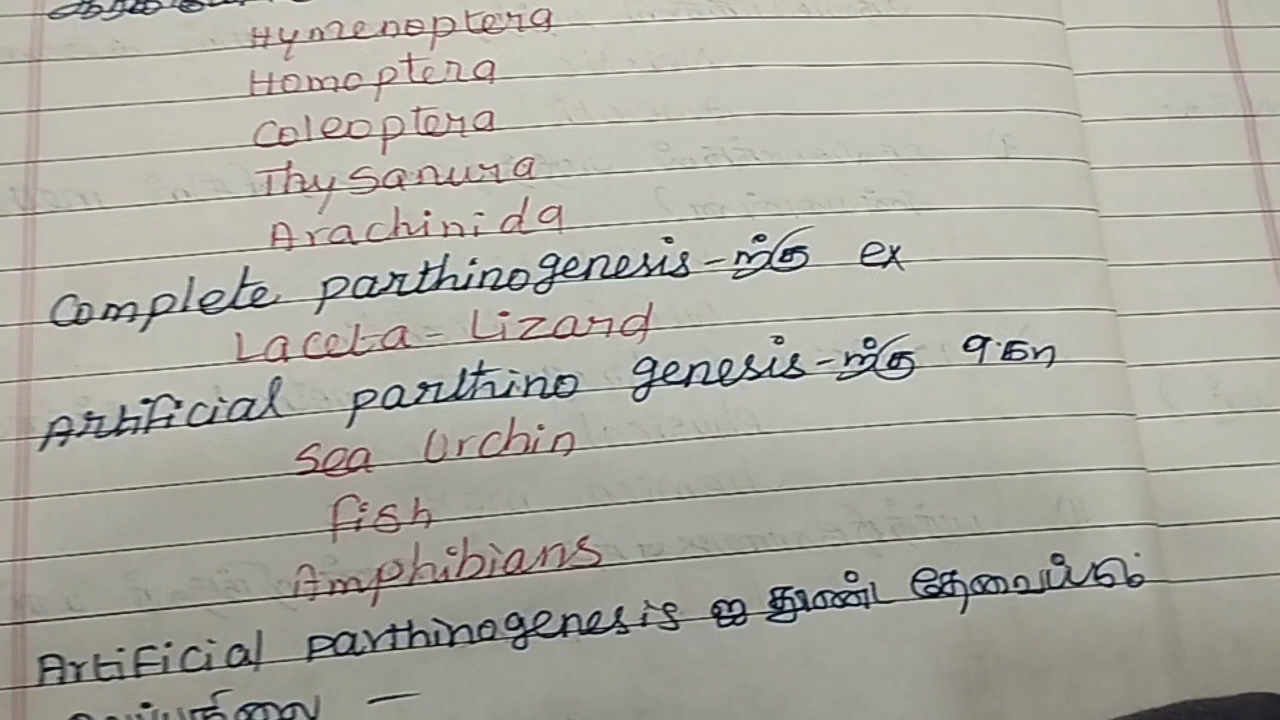 Hymenoptera
Homoptera
Coleoptera
Thysanura
Arachinida
Complete parthinogenesis-ற்கு ex
Laceta - Lizard
Artificial parthino genesis-ற்கு
Sea Urchin
fish
Amphibians
Artificial parthinogenesis ஐ தூண்ட
—